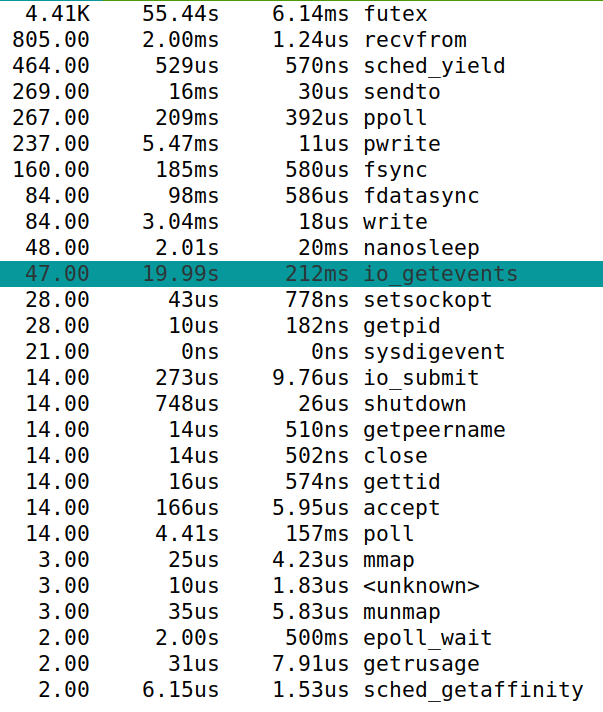 4.41K 55.44s 6.14ms futex
805.00 2.00ms 1.24us recvfrom
464.00 529us 570ns sched_yield
269.00 16ms 30us sendto
267.00 209ms 392us ppoll
237.00 5.47ms 11us pwrite
160.00 185ms 580us fsync
84.00 98ms 586us fdatasync
84.00 3.04ms 18us write
48.00 2.01s 20ms nanosleep
47.00 19.99s 212ms io_getevents
28.00 43us 778ns setsockopt
28.00 10us 182ns getpid
21.00 0ns 0ns sysdigevent
14.00 273us 9.76us io_submit
14.00 748us 26us shutdown
14.00 14us 510ns getpeername
14.00 14us 502ns close
14.00 16us 574ns gettid
14.00 166us 5.95us accept
14.00 4.41s 157ms poll
3.00 25us 4.23us mmap
3.00 10us 1.83us <unknown>
3.00 35us 5.83us munmap
2.00 2.00s 500ms epoll_wait
2.00 31us 7.91us getrusage
2.00 6.15us 1.53us sched_getaffinity